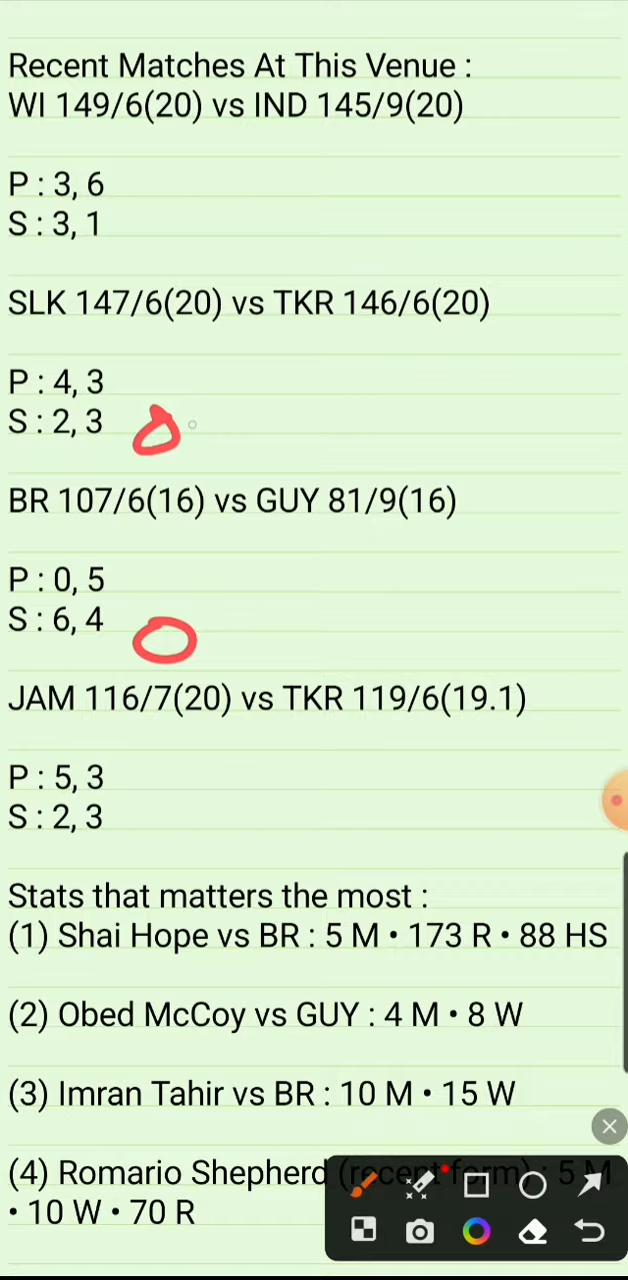 Recent Matches At This Venue :
WI 149/6(20) vs IND 145/9(20)
P : 3, 6
S : 3, 1
SLK 147/6(20) vs TKR 146/6(20)
P : 4, 3
S : 2, 3
BR 107/6(16) vs GUY 81/9(16)
P : 0, 5
S : 6, 4
JAM 116/7(20) vs TKR 119/6(19.1)
P : 5, 3
S : 2, 3
Stats that matters the most :
(1) Shai Hope vs BR : 5 M • 173 R • 88 HS
(2) Obed McCoy vs GUY : 4 M • 8 W
(3) Imran Tahir vs BR : 10 M • 15 W
(4) Romario Shepherd (recent form) : 5 M
• 10 W • 70 R